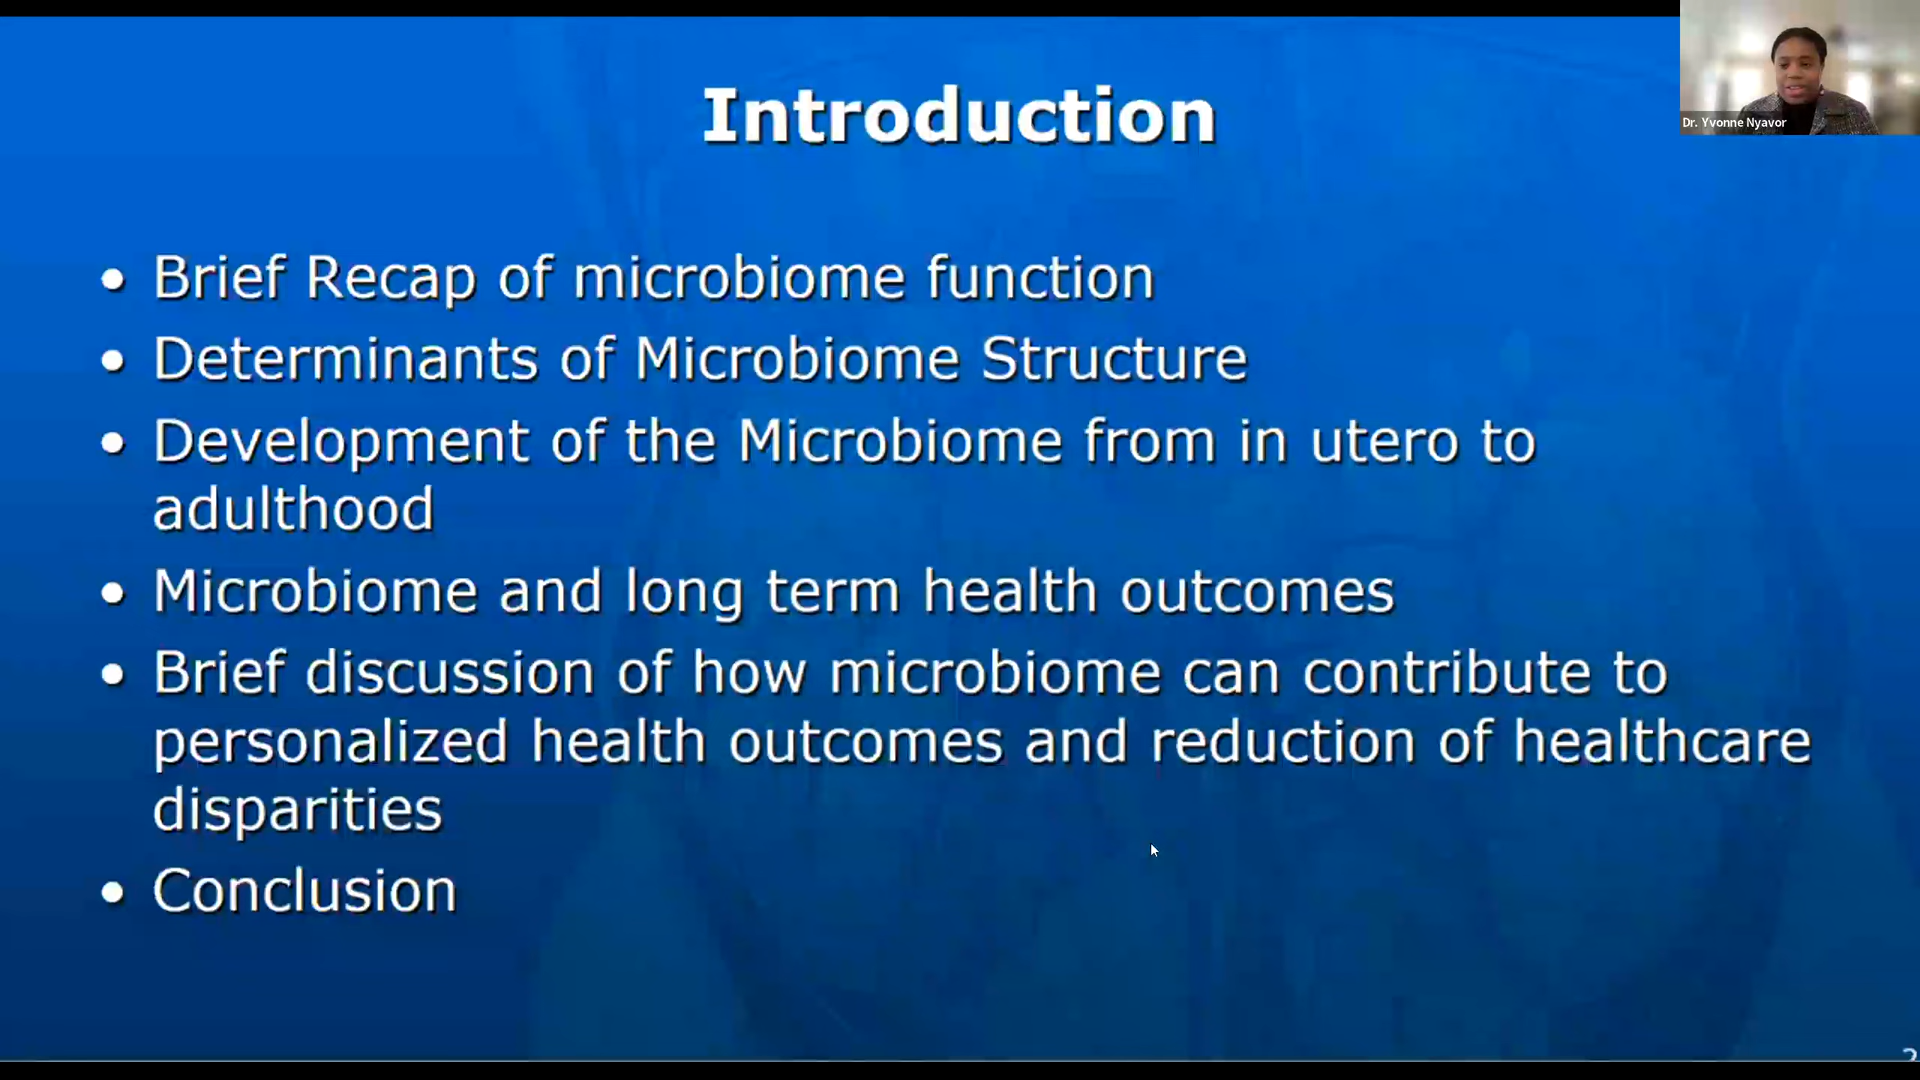 Introduction
Dr. Yvonne Nyavor
• Brief Recap of microbiome function
• Determinants of Microbiome Structure
• Development of the Microbiome from in utero to
adulthood
• Microbiome and long term health outcomes
• Brief discussion of how microbiome can contribute to
personalized health outcomes and reduction of healthcare
disparities
• Conclusion
2